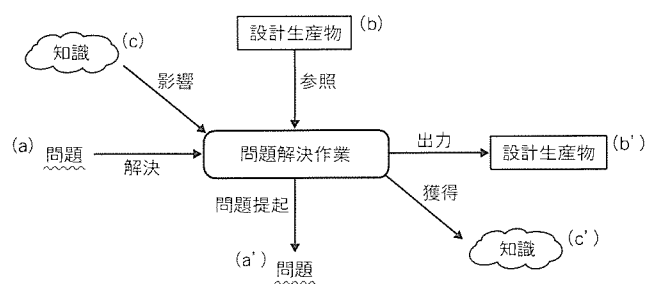 設計生産物 (b)
知識 (c)
影響
参照
(a) 問題
解決
問題解決作業
出力
設計生産物 (b')
問題提起
獲得
(a') 問題
知識 (c')